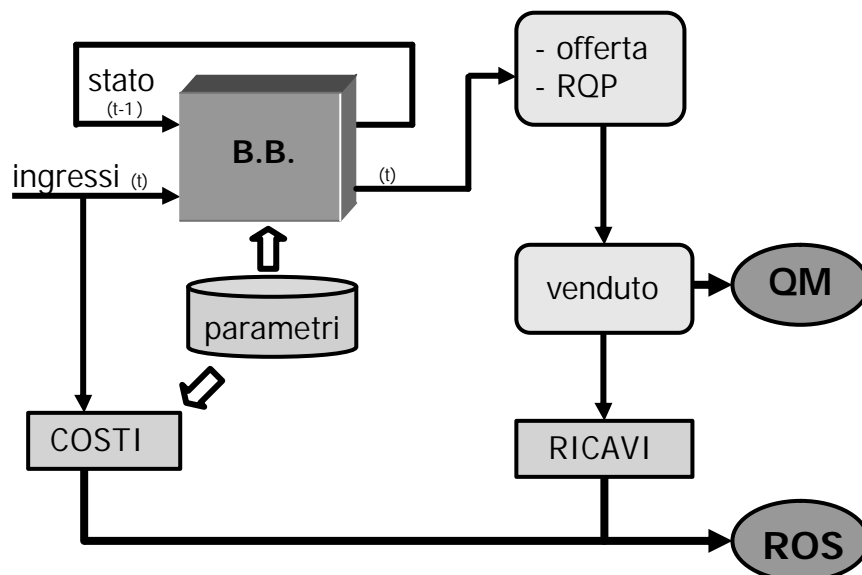 - offerta
- RQP
stato
(t-1)
B.B.
ingressi (t)
(t)
venduto
QM
parametri
COSTI
RICAVI
ROS